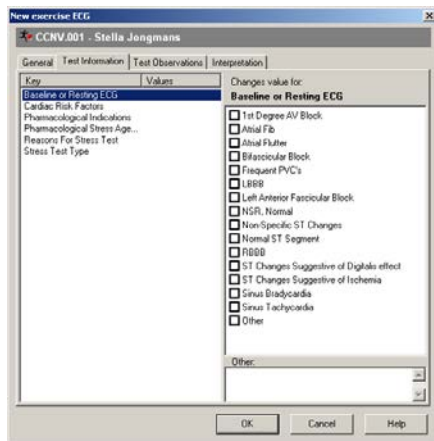 New exercise ECG
CCNV.001 - Stella Jongmans
General
Test Information
Test Observations
Interpretation
Key
Values
Baseline or Resting ECG
Cardiac Risk Factors
Pharmacological Indications
Pharmacological Stress Age...
Reasons For Stress Test
Stress Test Type
Changes value for:
Baseline or Resting ECG
1st Degree AV Block
Atrial Fib
Atrial Flutter
Bifascicular Block
Frequent PVC's
LBBB
Left Anterior Fascicular Block
NSR, Normal
Non-Specific ST Changes
Normal ST Segment
RBBB
ST Changes Suggestive of Digitalis effect
ST Changes Suggestive of Ischemia
Sinus Bradycardia
Sinus Tachycardia
Other
Other:
OK
Cancel
Help